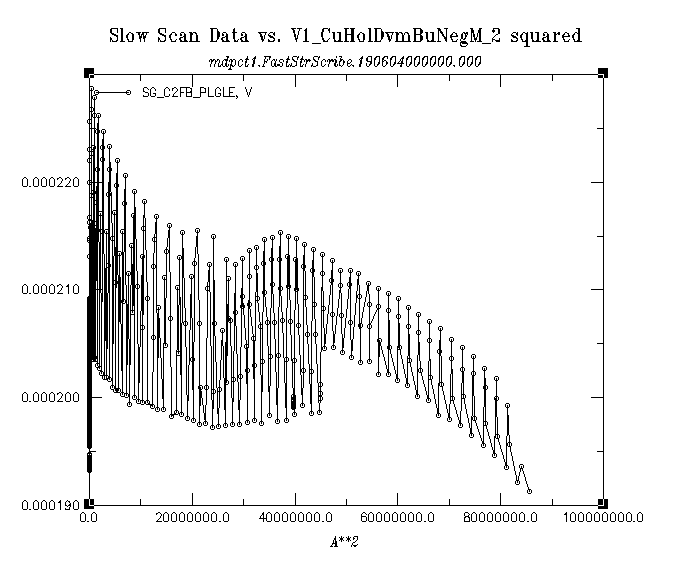 Slow Scan Data vs. V1_CuHolDvmBuNegM_2 squared
mdpct1.FastStrScribe.190604000000.000
SG_C2FB_PLGLE, V
0.000220
0.000210
0.000200
0.000190
0.0 20000000.0 40000000.0 60000000.0 80000000.0 100000000.0
A**2